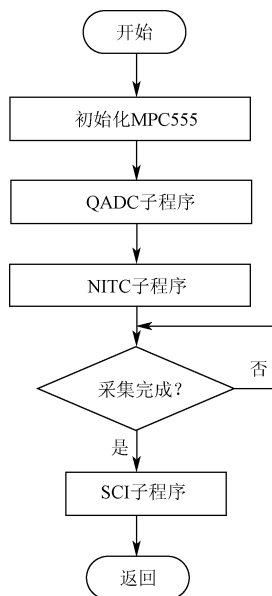 开始
初始化MPC555
QADC子程序
NITC子程序
采集完成？
否
是
SCI子程序
返回